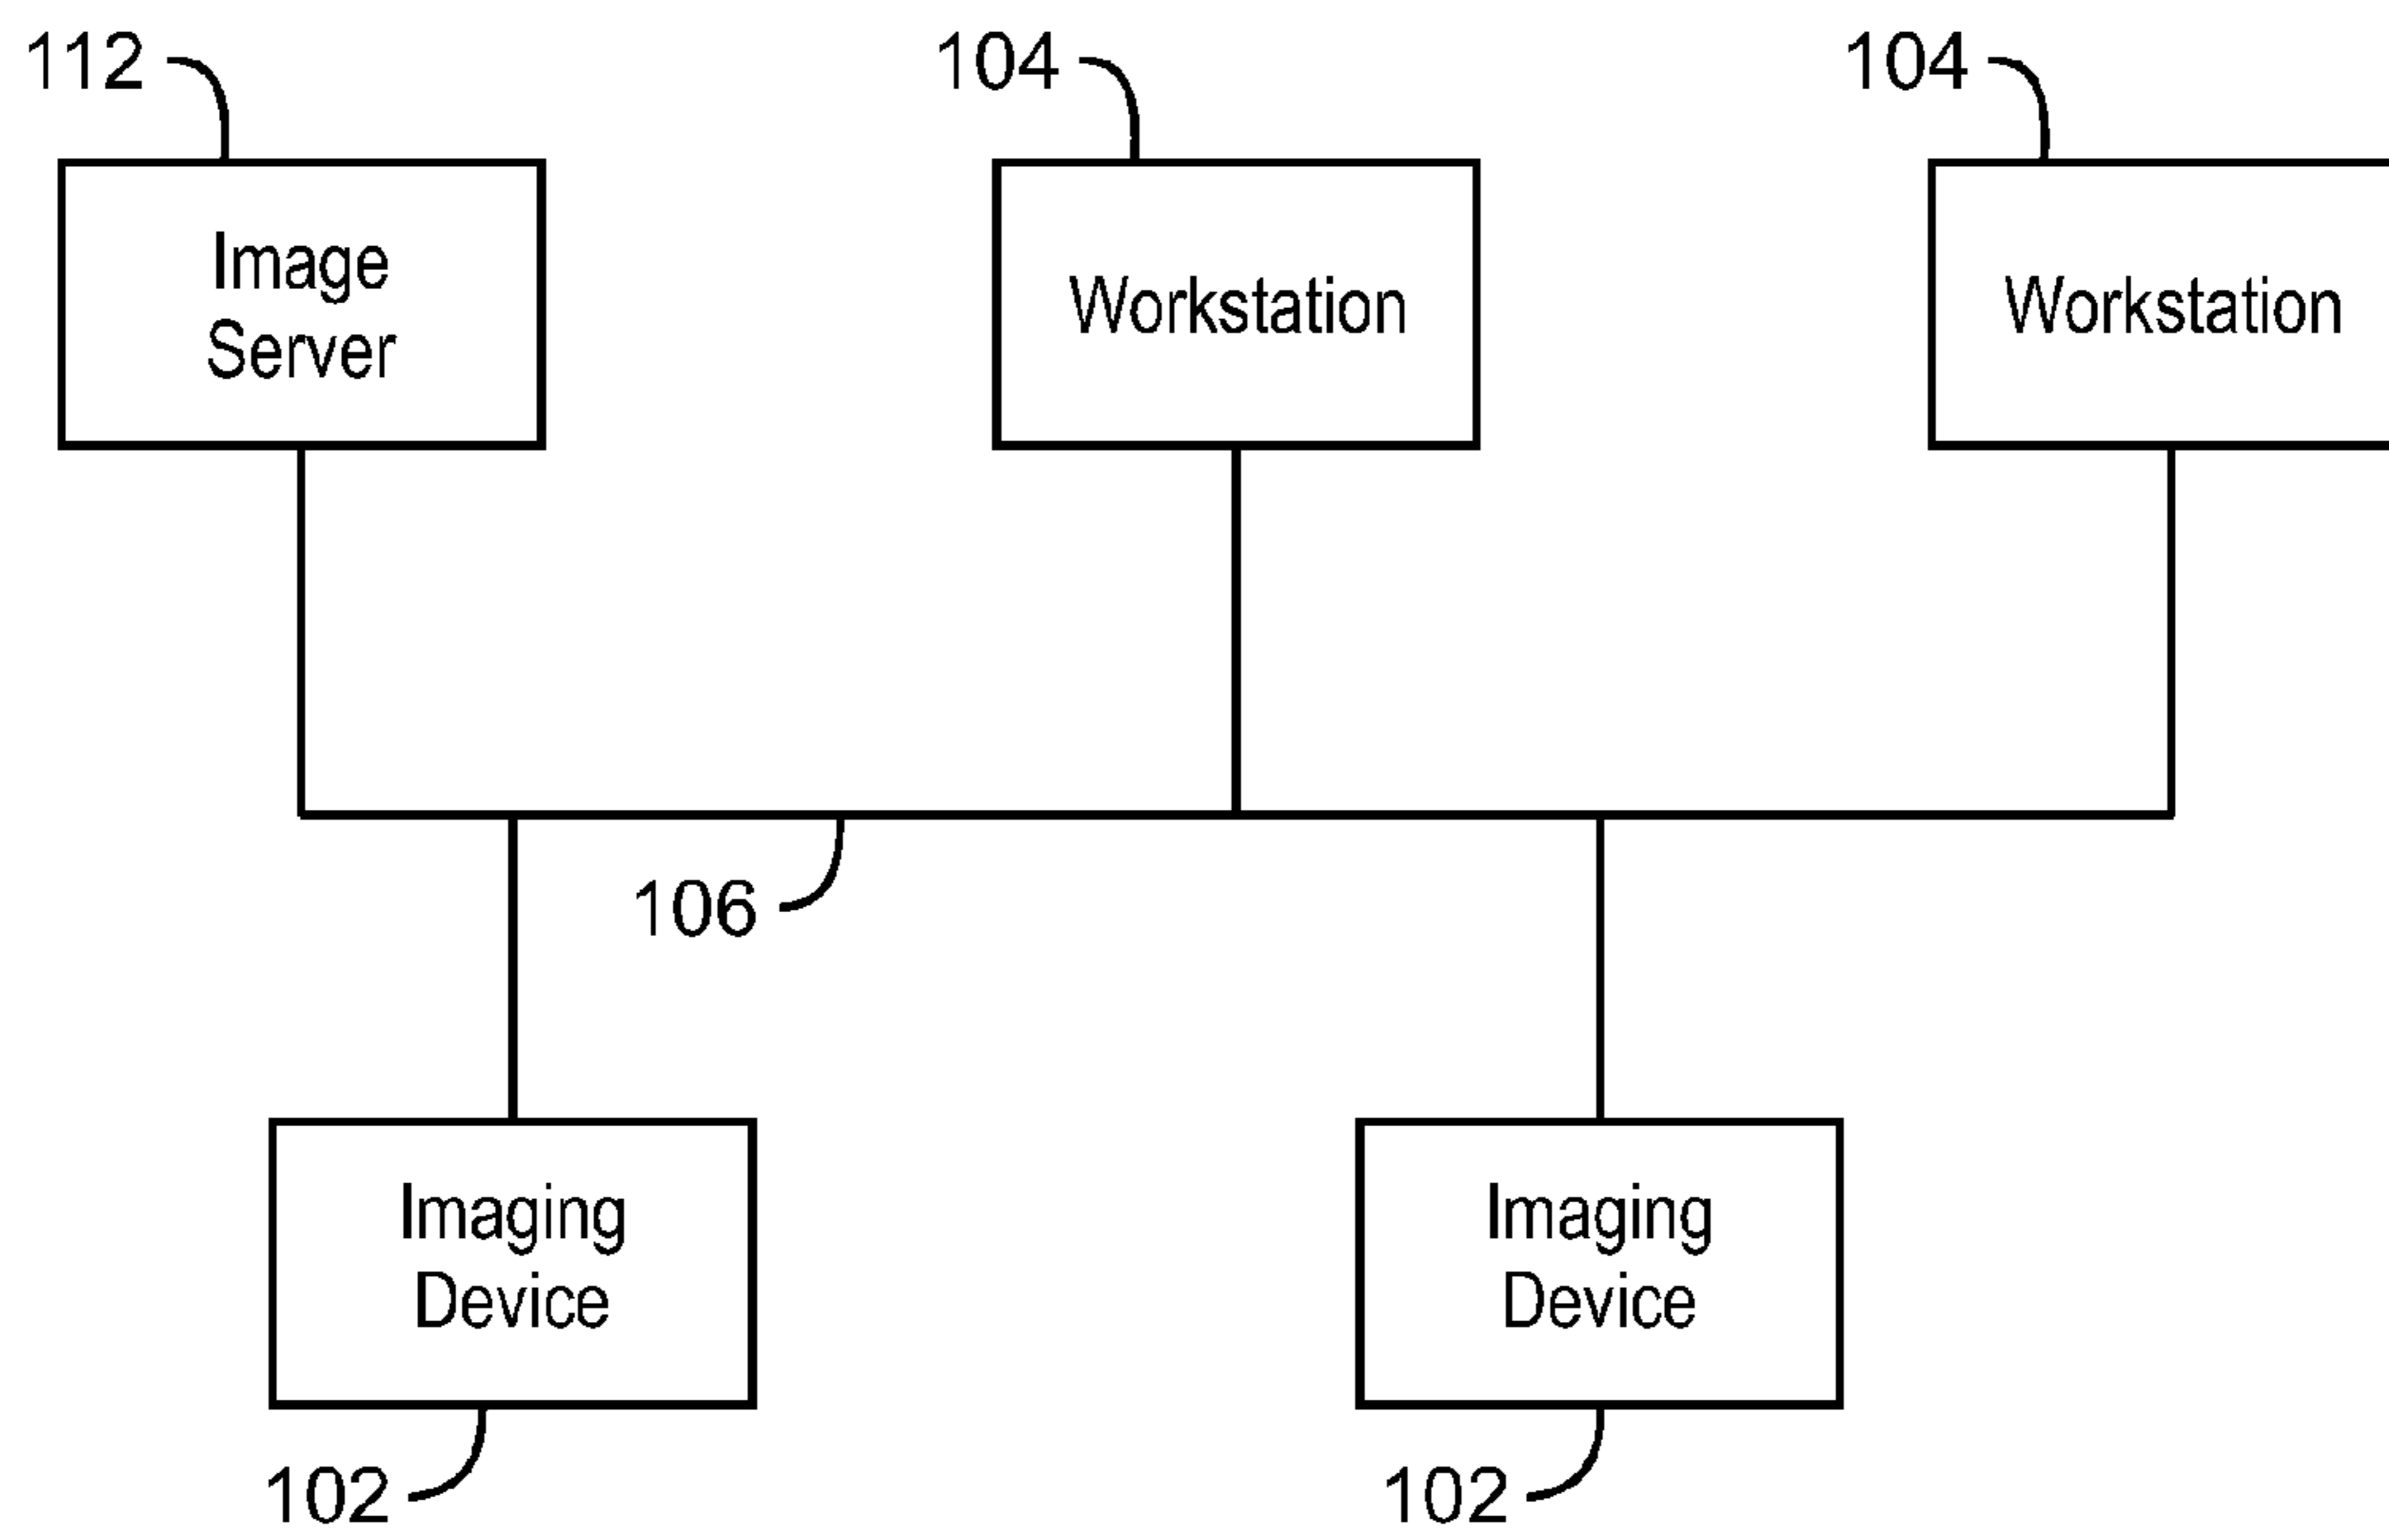 112
104
104
Image
Server
Workstation
Workstation
106
Imaging
Device
Imaging
Device
102
102